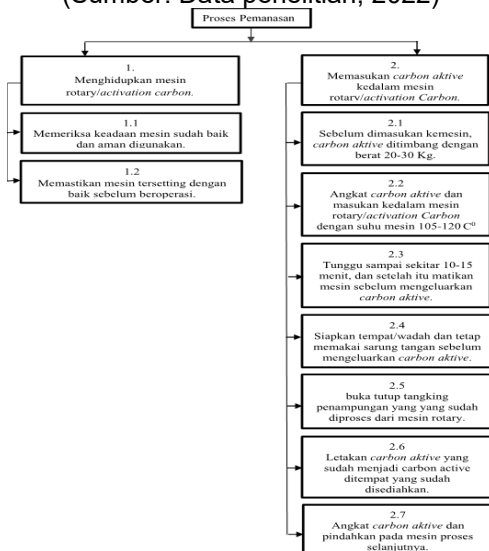 (Sumber: Data penelitian, 2022)
Proses Pemanasan
1.
Menghidupkan mesin
rotary/activation carbon.
1.1
Memeriksa keadaan mesin sudah baik
dan aman digunakan.
1.2
Memastikan mesin tersetting dengan
baik sebelum beroperasi.
2.
Memasukan carbon aktive
kedalam mesin
rotary/activation Carbon.
2.1
Sebelum dimasukan kemesin,
carbon aktive ditimbang dengan
berat 20-30 Kg.
2.2
Angkat carbon aktive dan
masukan kedalam mesin
rotary/activation Carbon
dengan suhu mesin 105-120 C⁰
2.3
Tunggu sampai sekitar 10-15
menit, dan setelah itu matikan
mesin sebelum mengeluarkan
carbon aktive.
2.4
Siapkan tempat/wadah dan tetap
memakai sarung tangan sebelum
mengeluarkan carbon aktive.
2.5
buka tutup tangking
penampungan yang yang sudah
diproses dari mesin rotary.
2.6
Letakan carbon aktive yang
sudah menjadi carbon active
ditempat yang sudah
disediahkan.
2.7
Angkat carbon aktive dan
pindahkan pada mesin proses
selanjutnya.